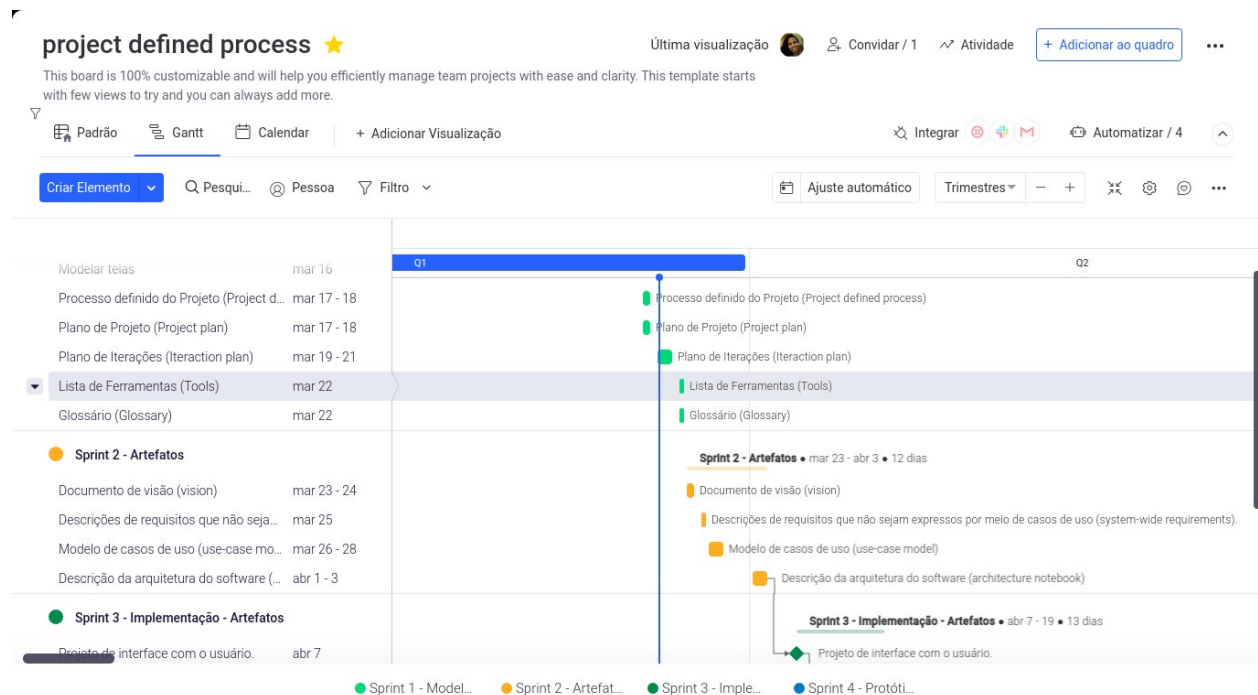 project defined process
Última visualização
Convidar / 1
Atividade
+ Adicionar ao quadro
This board is 100% customizable and will help you efficiently manage team projects with ease and clarity. This template starts
with few views to try and you can always add more.
Padrão
Gantt
Calendar
+ Adicionar Visualização
Integrar
Automatizar / 4
Criar Elemento
Pesqui...
Pessoa
Filtro
Ajuste automático
Trimestres
Q1
Q2
Modelar telas mar 16
Processo definido do Projeto (Project d... mar 17 - 18
Processo definido do Projeto (Project defined process)
Plano de Projeto (Project plan) mar 17 - 18
Plano de Projeto (Project plan)
Plano de Iterações (Iteraction plan) mar 19 - 21
Plano de Iterações (Iteraction plan)
Lista de Ferramentas (Tools) mar 22
Lista de Ferramentas (Tools)
Glossário (Glossary) mar 22
Glossário (Glossary)
Sprint 2 - Artefatos
Sprint 2 - Artefatos • mar 23 - abr 3 • 12 dias
Documento de visão (vision) mar 23 - 24
Documento de visão (vision)
Descrições de requisitos que não seja... mar 25
Descrições de requisitos que não sejam expressos por meio de casos de uso (system-wide requirements).
Modelo de casos de uso (use-case mo... mar 26 - 28
Modelo de casos de uso (use-case model)
Descrição da arquitetura do software (... abr 1 - 3
Descrição da arquitetura do software (architecture notebook)
Sprint 3 - Implementação - Artefatos
Sprint 3 - Implementação - Artefatos • abr 7 - 19 • 13 dias
Projeto de interface com o usuário. abr 7
Projeto de interface com o usuário.
Sprint 1 - Model...
Sprint 2 - Artefat...
Sprint 3 - Imple...
Sprint 4 - Protóti...